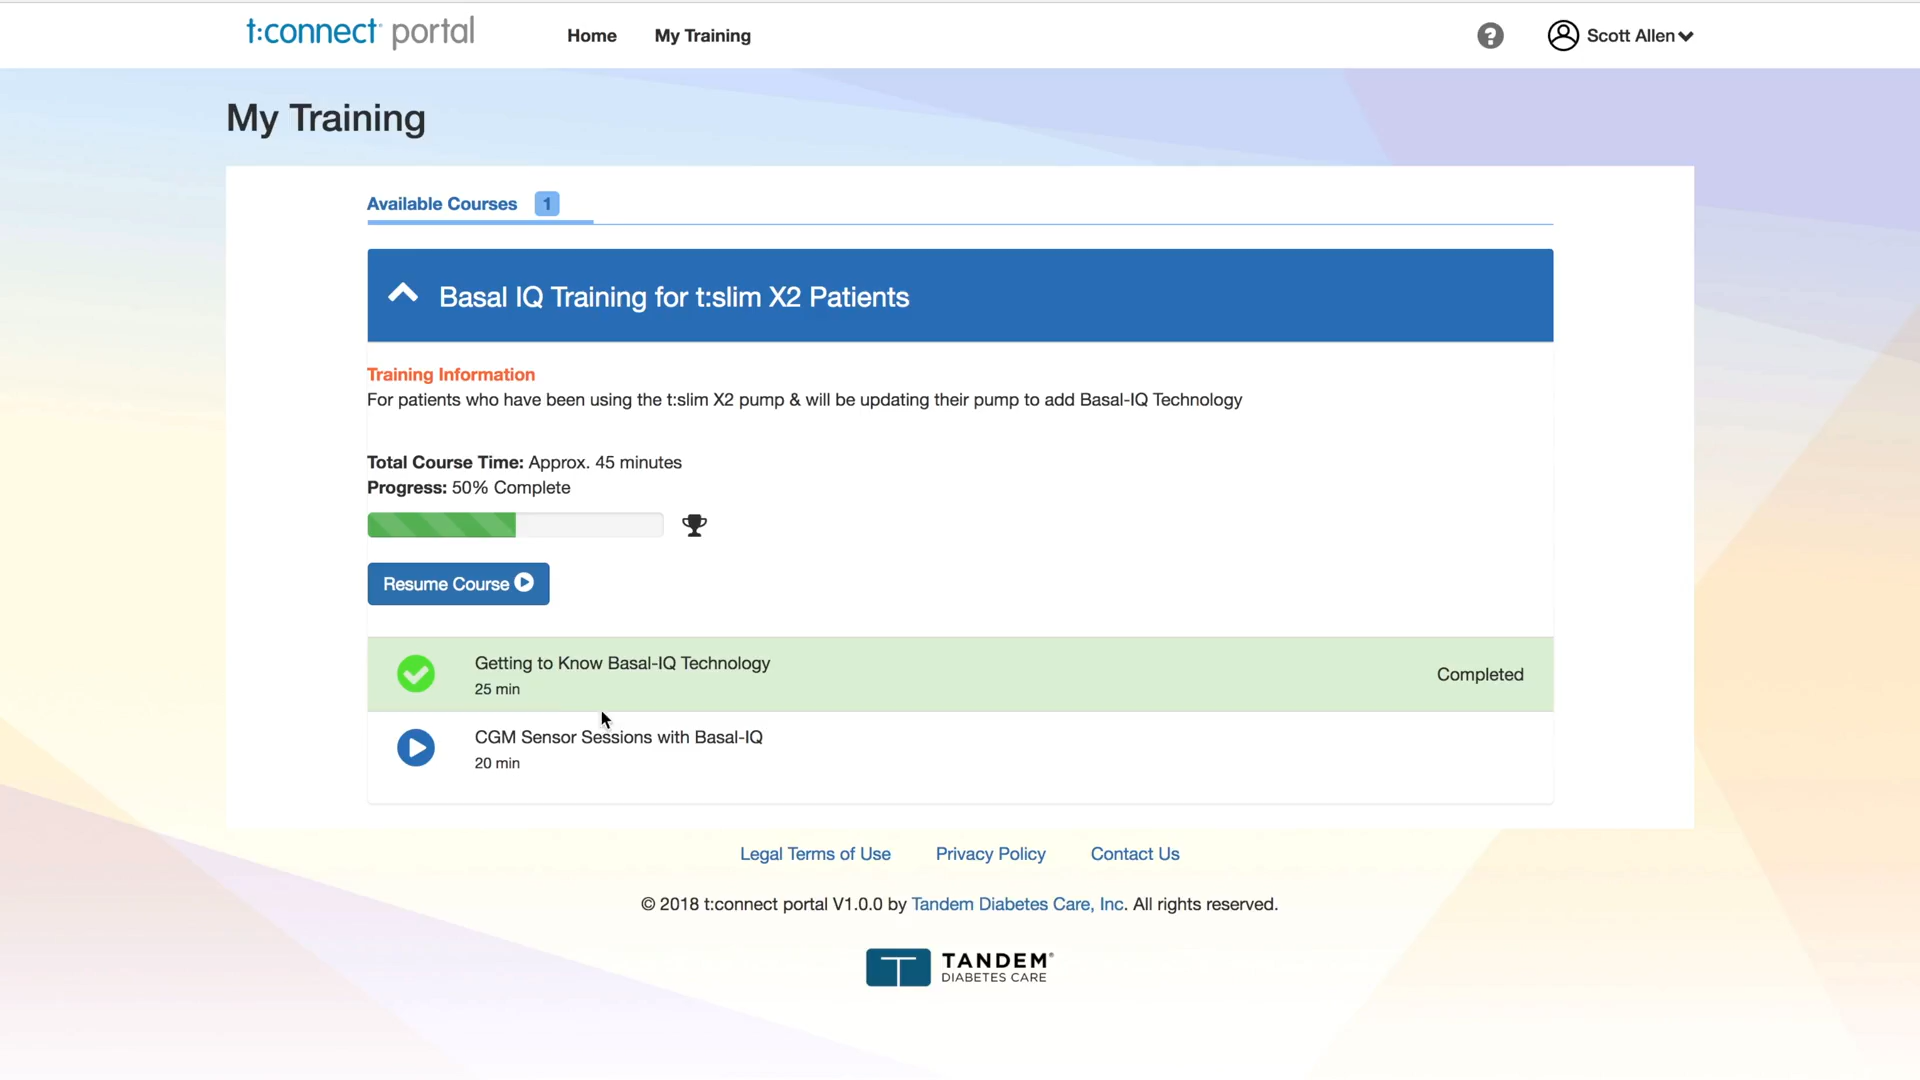 t:connect portal
Home
My Training
?
Scott Allen
My Training
Available Courses 1
Basal IQ Training for t:slim X2 Patients
Training Information
For patients who have been using the t:slim X2 pump & will be updating their pump to add Basal-IQ Technology
Total Course Time: Approx. 45 minutes
Progress: 50% Complete
Resume Course
Getting to Know Basal-IQ Technology
25 min
Completed
CGM Sensor Sessions with Basal-IQ
20 min
Legal Terms of Use
Privacy Policy
Contact Us
© 2018 t:connect portal V1.0.0 by Tandem Diabetes Care, Inc. All rights reserved.
TANDEM®
DIABETES CARE